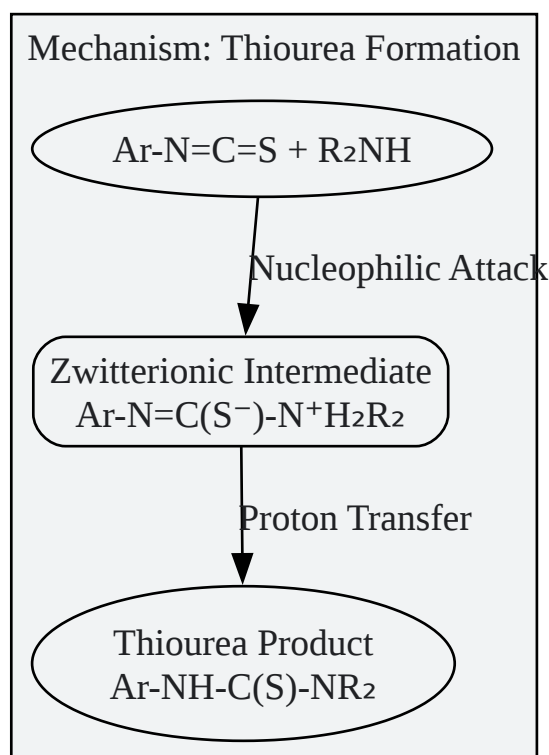 Mechanism: Thiourea Formation
Ar-N=C=S + R₂NH
Nucleophilic Attack
Zwitterionic Intermediate
Ar-N=C(S⁻)-N⁺H₂R₂
Proton Transfer
Thiourea Product
Ar-NH-C(S)-NR₂